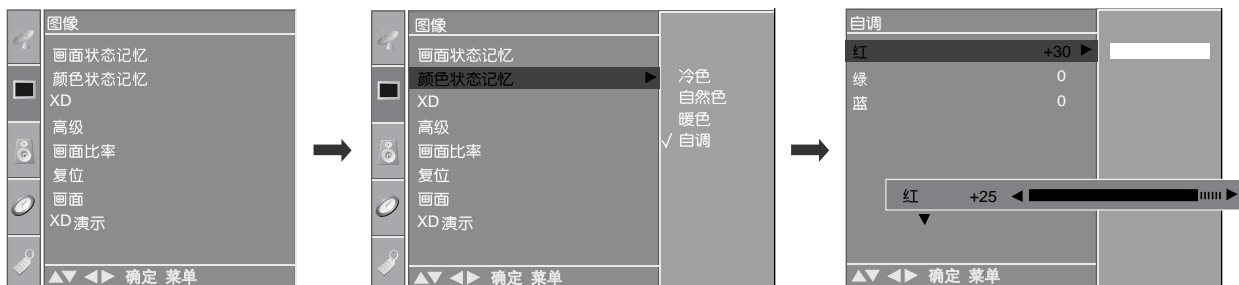 图像
画面状态记忆
颜色状态记忆
XD
高级
画面比率
复位
画面
XD演示
▲▼ ◀▶ 确定 菜单
图像
画面状态记忆
颜色状态记忆 ▶
XD
高级
画面比率
复位
画面
XD演示
▲▼ ◀▶ 确定 菜单
冷色
自然色
暖色
√ 自调
自调
红 +30 ▶
绿 0
蓝 0
红 +25 ◀ ▶
▼
▲▼ ◀▶ 确定 菜单